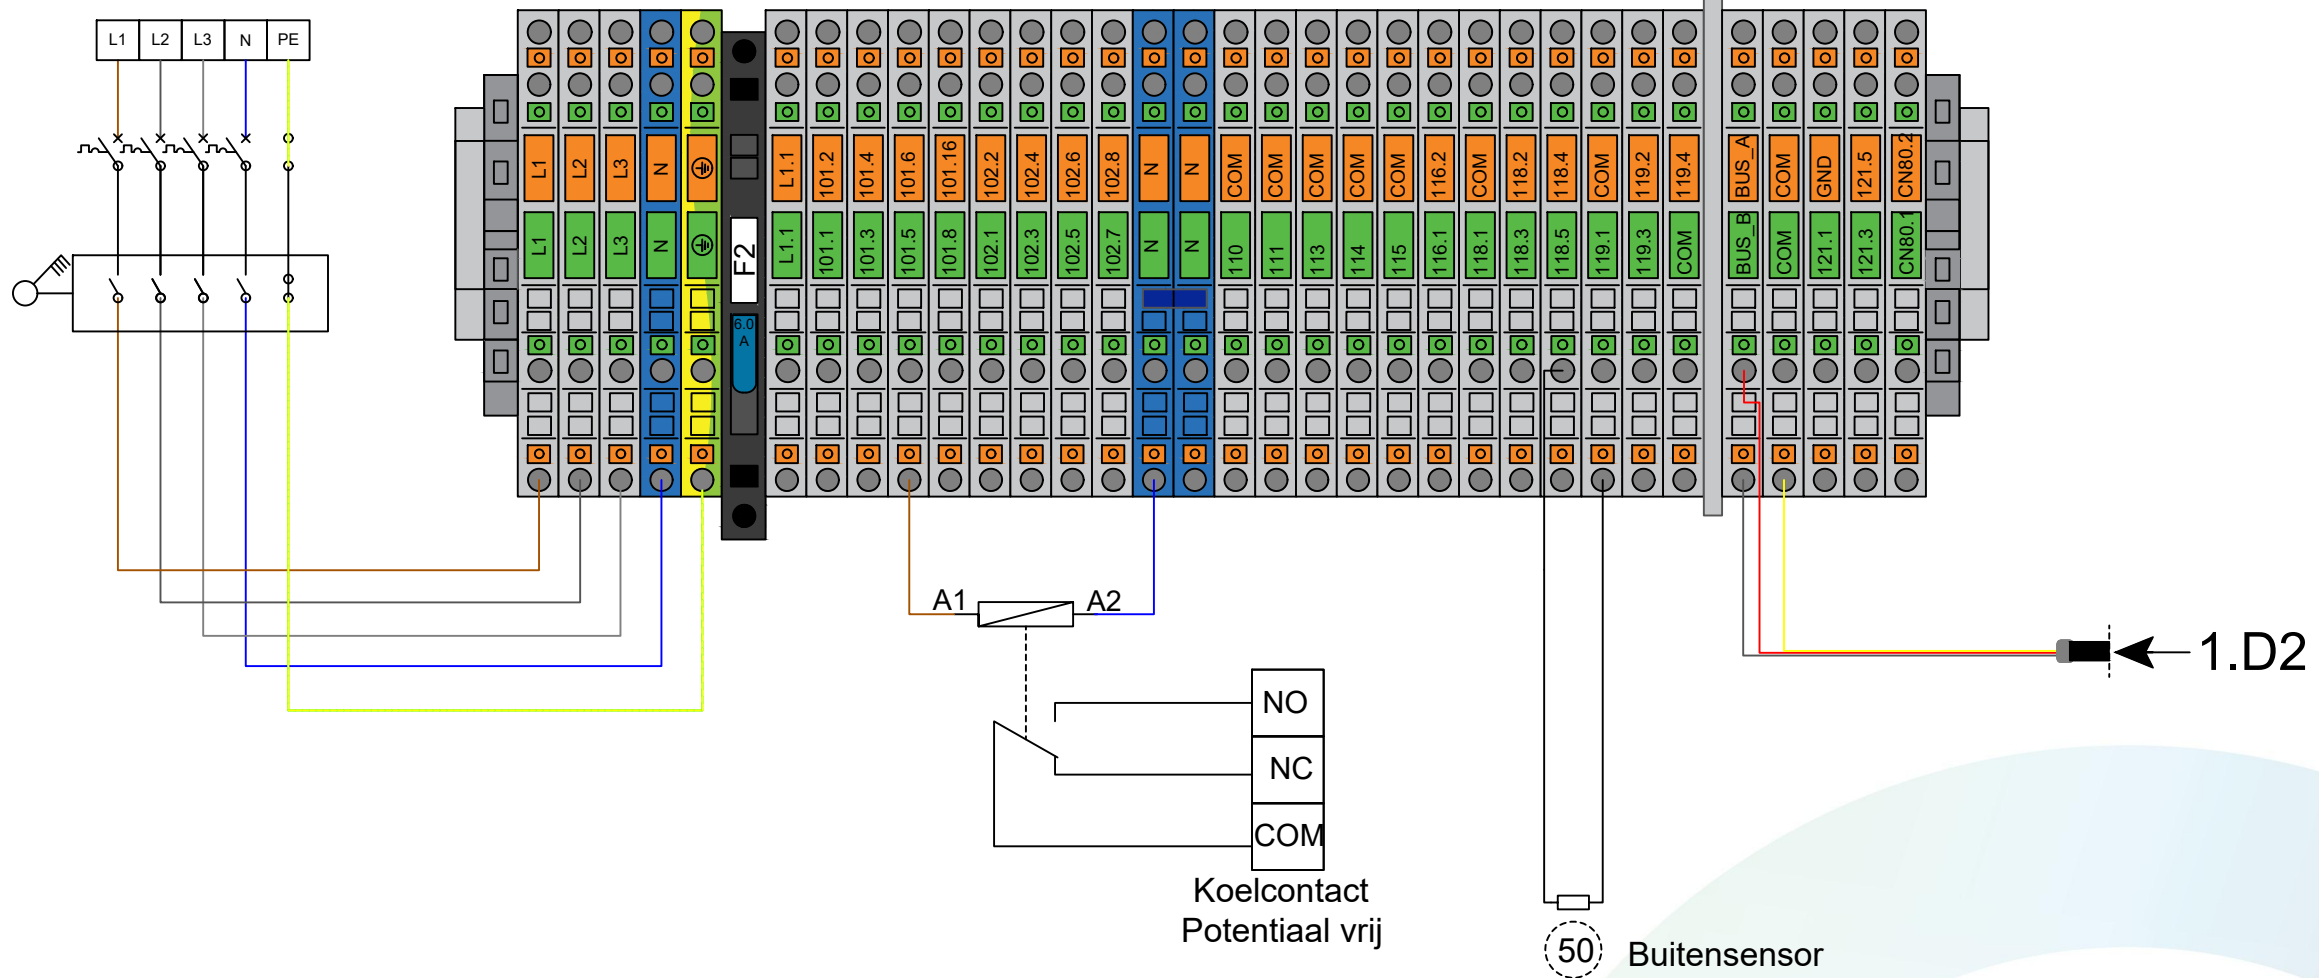 L1 L2 L3 N PE
L1 L2 L3 N L1.1 101.2 101.4 101.6 101.16 102.2 102.4 102.6 102.8 N N COM COM COM COM COM 116.2 COM 118.2 118.4 COM 119.2 119.4 BUS_A COM GND 121.5 CN80.2
L1 L2 L3 N F2 L1.1 101.1 101.3 101.5 101.8 102.1 102.3 102.5 102.7 N N 110 111 113 114 115 116.1 118.1 118.3 118.5 119.1 119.3 COM BUS_B COM 121.1 121.3 CN80.1
6.0
A
A1 A2
1.D2
NO
NC
COM
Koelcontact
Potentiaal vrij
50 Buitensensor